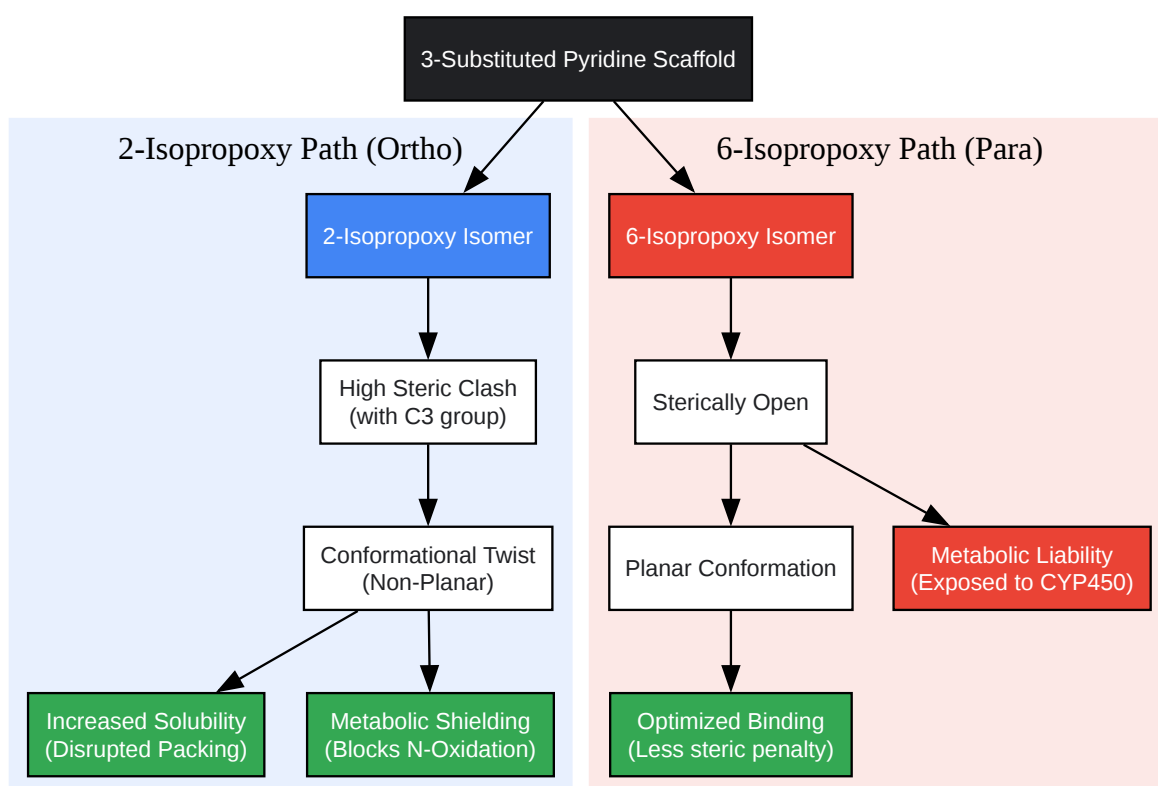 3-Substituted Pyridine Scaffold
2-Isopropoxy Path (Ortho)
2-Isopropoxy Isomer
High Steric Clash
(with C3 group)
Conformational Twist
(Non-Planar)
Increased Solubility
(Disrupted Packing)
Metabolic Shielding
(Blocks N-Oxidation)
6-Isopropoxy Path (Para)
6-Isopropoxy Isomer
Sterically Open
Planar Conformation
Metabolic Liability
(Exposed to CYP450)
Optimized Binding
(Less steric penalty)